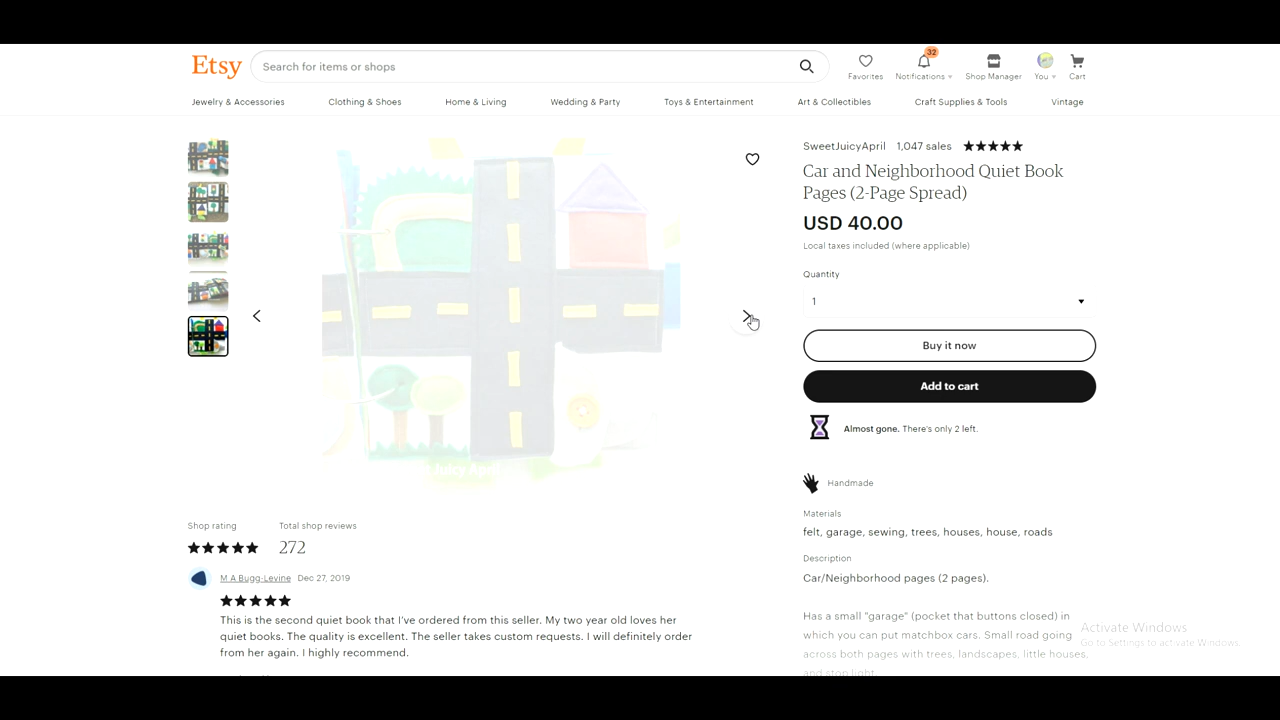 Etsy
Search for items or shops
Favorites
32
Notifications
Shop Manager
You
Cart
Jewelry & Accessories
Clothing & Shoes
Home & Living
Wedding & Party
Toys & Entertainment
Art & Collectibles
Craft Supplies & Tools
Vintage
SweetJuicyApril 1,047 sales
Car and Neighborhood Quiet Book
Pages (2-Page Spread)
USD 40.00
Local taxes included (where applicable)
Quantity
1
Buy it now
Add to cart
Almost gone. There's only 2 left.
Handmade
Materials
felt, garage, sewing, trees, houses, house, roads
Description
Car/Neighborhood pages (2 pages).
Has a small "garage" (pocket that buttons closed) in
which you can put matchbox cars. Small road going
across both pages with trees, landscapes, little houses,
and stop light.
Juicy April
Shop rating
Total shop reviews
272
M A Bugg-Levine Dec 27, 2019
This is the second quiet book that I've ordered from this seller. My two year old loves her
quiet books. The quality is excellent. The seller takes custom requests. I will definitely order
from her again. I highly recommend.
Activate Windows
Go to Settings to activate Windows.